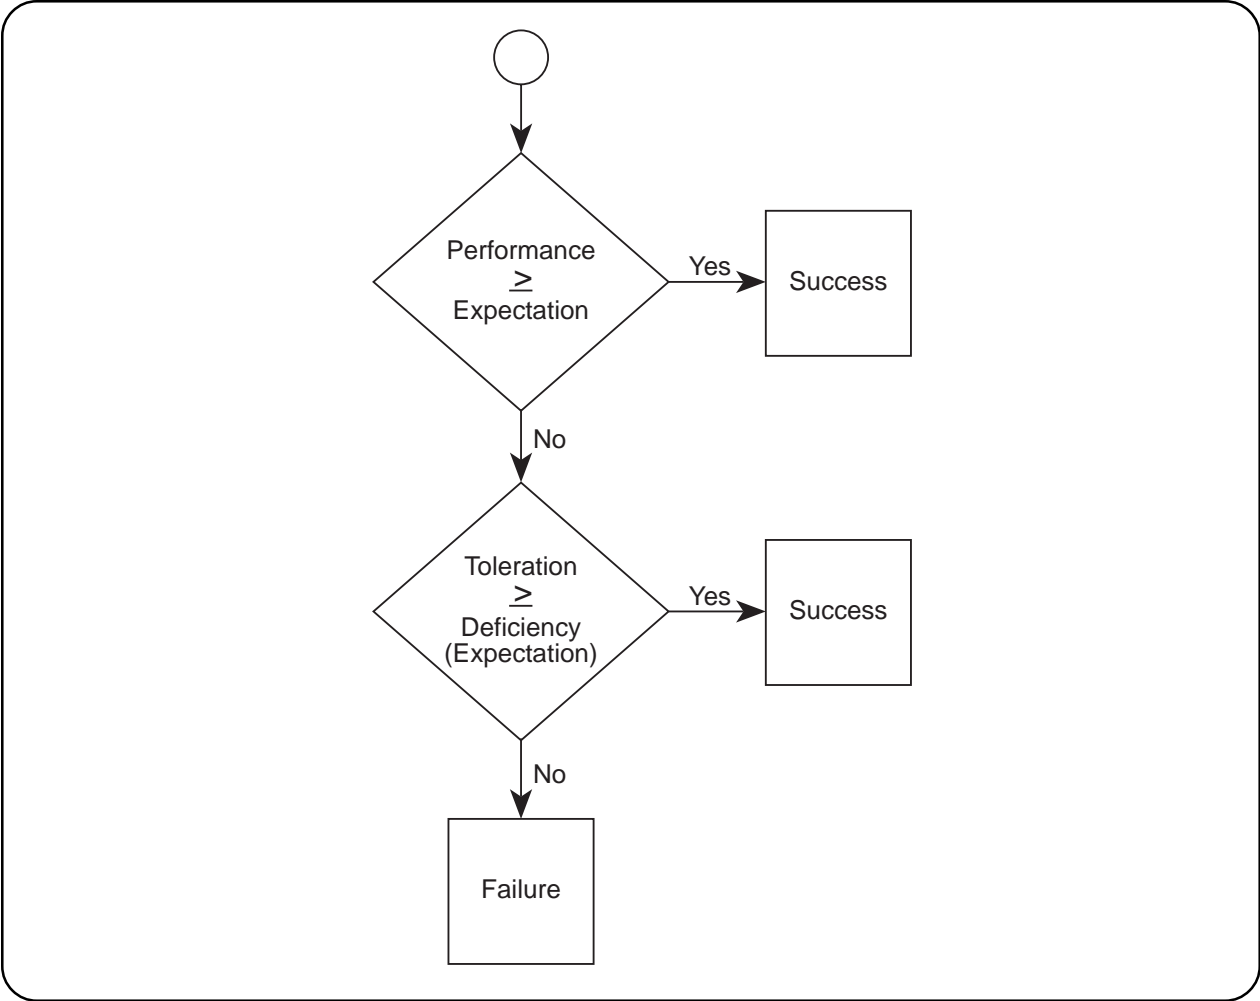 Performance
≥
Expectation
Yes
Success
No
Toleration
≥
Deficiency
(Expectation)
Yes
Success
No
Failure